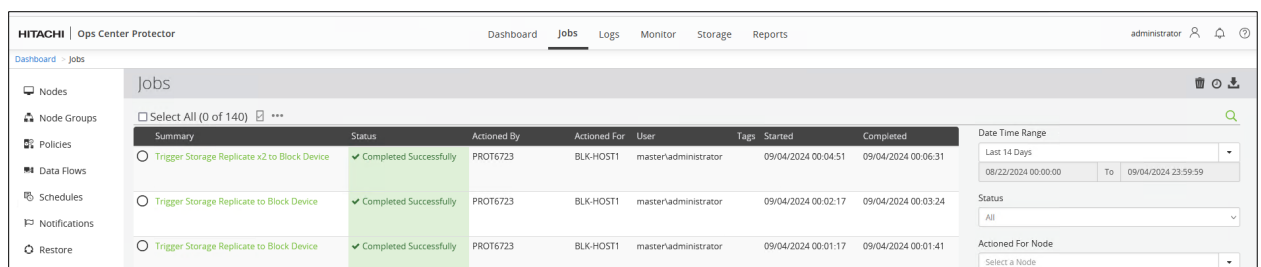 HITACHI | Ops Center Protector
Dashboard Jobs Logs Monitor Storage Reports
administrator
Dashboard > Jobs
Nodes
Node Groups
Policies
Data Flows
Schedules
Notifications
Restore
Jobs
Select All (0 of 140)
Summary Status Actioned By Actioned For User Tags Started Completed
Trigger Storage Replicate x2 to Block Device Completed Successfully PROT6723 BLK-HOST1 master\administrator 09/04/2024 00:04:51 09/04/2024 00:06:31
Trigger Storage Replicate to Block Device Completed Successfully PROT6723 BLK-HOST1 master\administrator 09/04/2024 00:02:17 09/04/2024 00:03:24
Trigger Storage Replicate to Block Device Completed Successfully PROT6723 BLK-HOST1 master\administrator 09/04/2024 00:01:17 09/04/2024 00:01:41
Date Time Range
Last 14 Days
08/22/2024 00:00:00 To 09/04/2024 23:59:59
Status
All
Actioned For Node
Select a Node